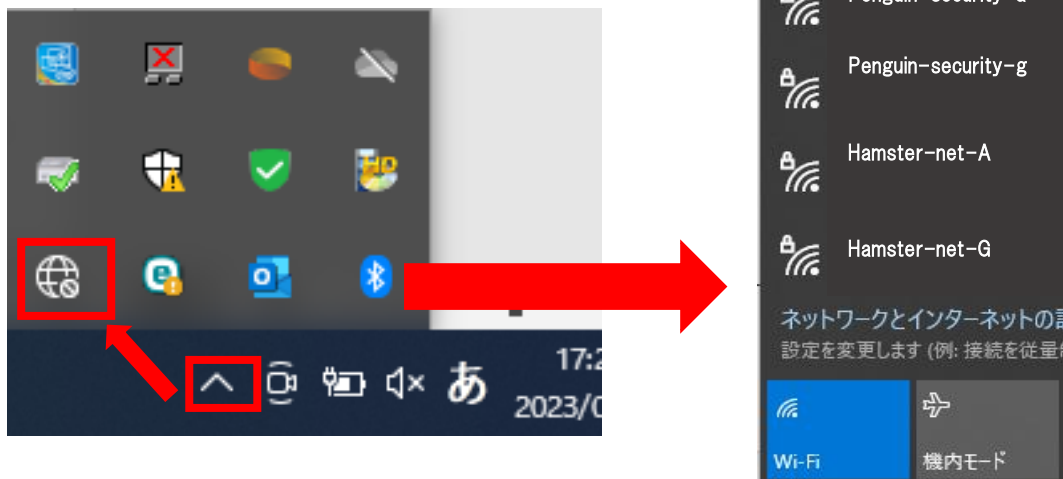 あ
17:2
2023/0
Penguin-security-g
Hamster-net-A
Hamster-net-G
ネットワークとインターネットの設
設定を変更します (例: 接続を従量
Wi-Fi
機内モード